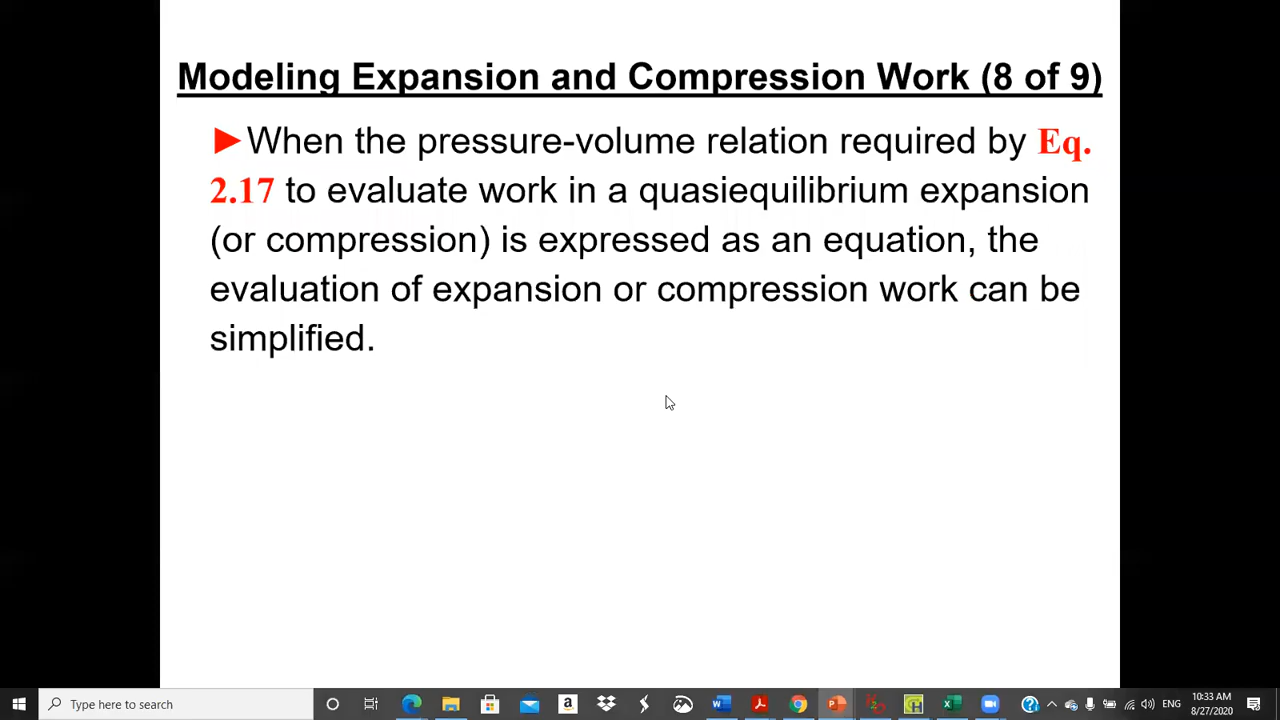 Modeling Expansion and Compression Work (8 of 9)
►When the pressure-volume relation required by Eq.
2.17 to evaluate work in a quasiequilibrium expansion
(or compression) is expressed as an equation, the
evaluation of expansion or compression work can be
simplified.
Type here to search
ENG
10:33 AM
8/27/2020